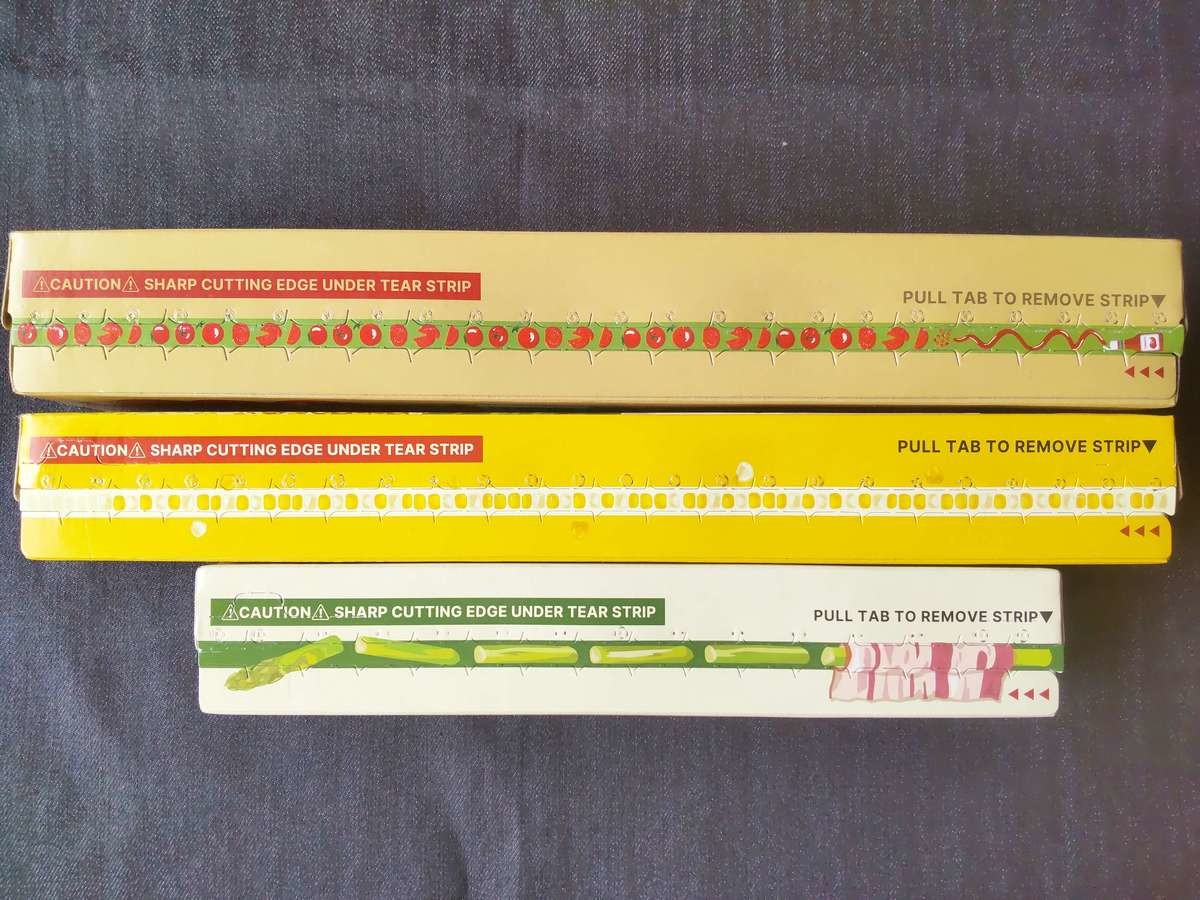 ⚠CAUTION⚠ SHARP CUTTING EDGE UNDER TEAR STRIP
PULL TAB TO REMOVE STRIP▼
⚠CAUTION⚠ SHARP CUTTING EDGE UNDER TEAR STRIP
PULL TAB TO REMOVE STRIP▼
⚠CAUTION⚠ SHARP CUTTING EDGE UNDER TEAR STRIP
PULL TAB TO REMOVE STRIP▼